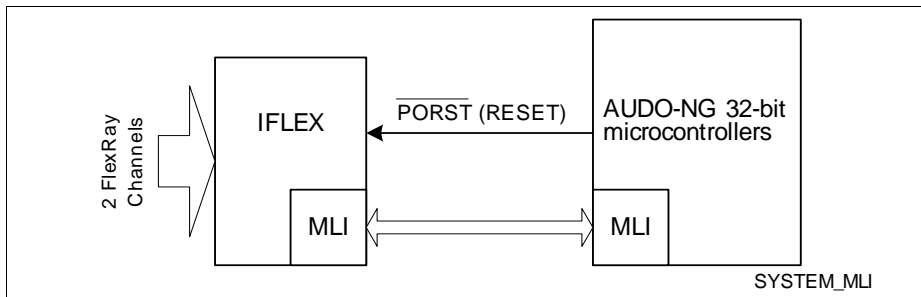 2 FlexRay
Channels
IFLEX
PORST (RESET)
AUDO-NG 32-bit
microcontrollers
MLI
MLI
SYSTEM_MLI